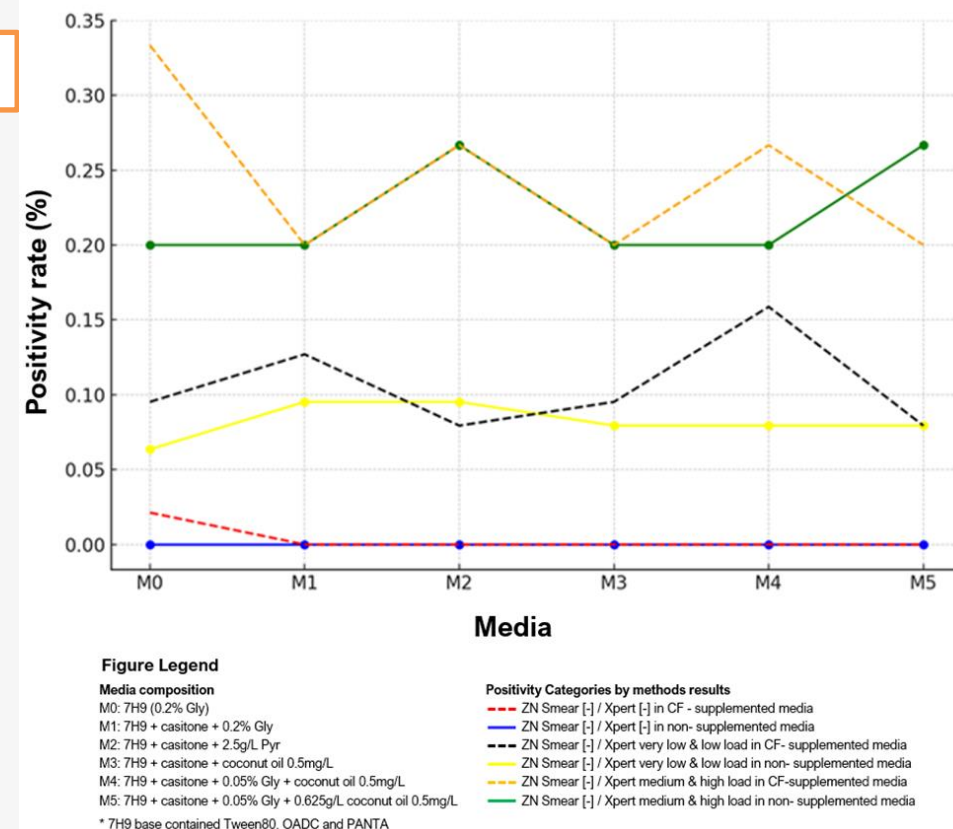 0.35
0.30
0.25
0.20
0.15
0.10
0.05
0.00
Positivity rate (%)
M0 M1 M2 M3 M4 M5
Media
Figure Legend
Media composition
M0: 7H9 (0.2% Gly)
M1: 7H9 + casitone + 0.2% Gly
M2: 7H9 + casitone + 2.5g/L Pyr
M3: 7H9 + casitone + coconut oil 0.5mg/L
M4: 7H9 + casitone + 0.05% Gly + coconut oil 0.5mg/L
M5: 7H9 + casitone + 0.05% Gly + 0.625g/L coconut oil 0.5mg/L
* 7H9 base contained Tween80, OADC and PANTA
Positivity Categories by methods results
ZN Smear [-] / Xpert [-] in CF - supplemented media
ZN Smear [-] / Xpert [-] in non- supplemented media
ZN Smear [-] / Xpert very low & low load in CF- supplemented media
ZN Smear [-] / Xpert very low & low load in non- supplemented media
ZN Smear [-] / Xpert medium & high load in CF-supplemented media
ZN Smear [-] / Xpert medium & high load in non- supplemented media